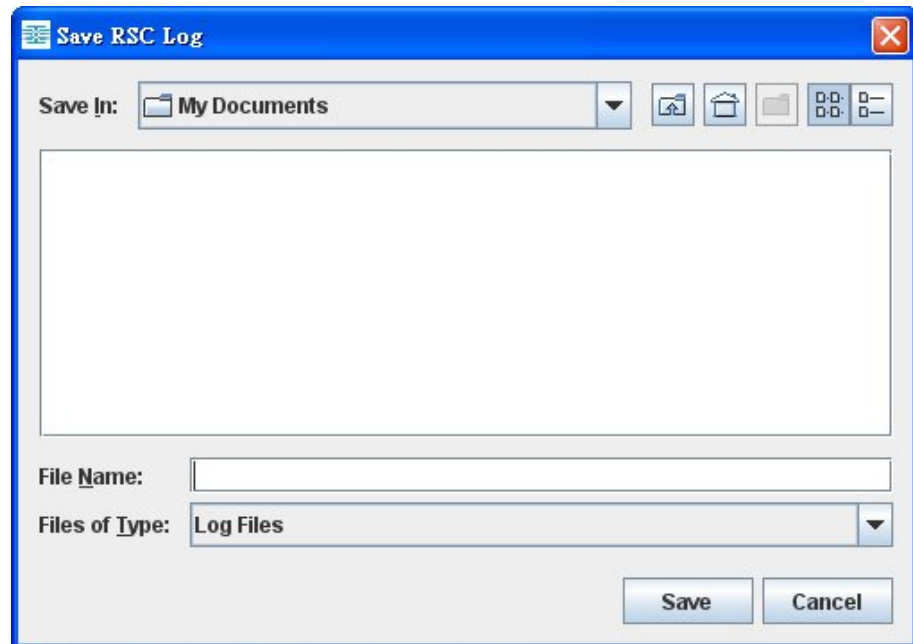 Save RSC Log
Save In: My Documents
File Name:
Files of Type: Log Files
Save Cancel